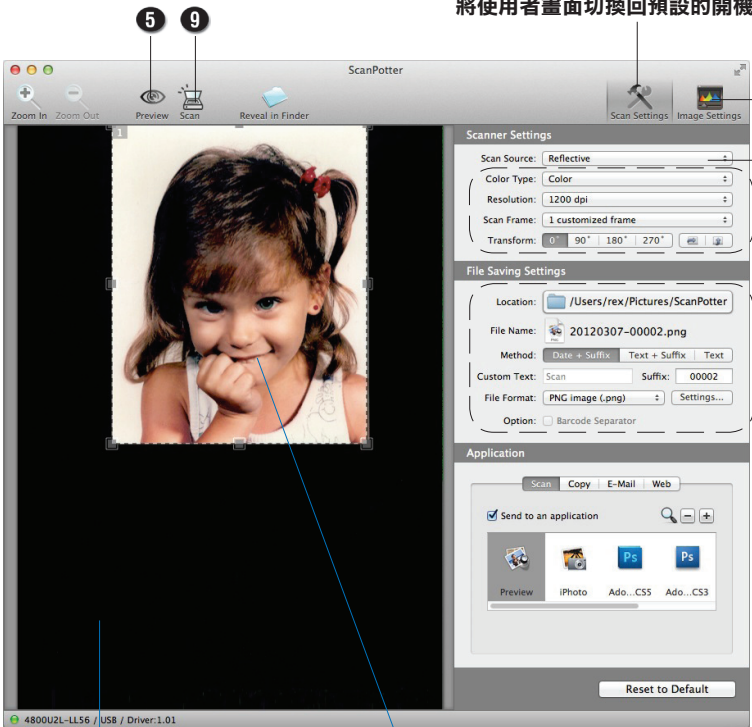 將使用者畫面切換回預設的開機
5 9
ScanPotter
Zoom In Zoom Out Preview Scan Reveal in Finder Scan Settings Image Settings
1
Scanner Settings
Scan Source: Reflective
Color Type: Color
Resolution: 1200 dpi
Scan Frame: 1 customized frame
Transform: 0° 90° 180° 270°
File Saving Settings
Location: /Users/rex/Pictures/ScanPotter
File Name: 20120307-00002.png
Method: Date + Suffix Text + Suffix Text
Custom Text: Scan Suffix: 00002
File Format: PNG image (.png) Settings...
Option: Barcode Separator
Application
Scan Copy E-Mail Web
Send to an application
Ps Ps
Preview iPhoto Ado...CS5 Ado...CS3
Reset to Default
4800U2L-LL56 / USB / Driver:1.01